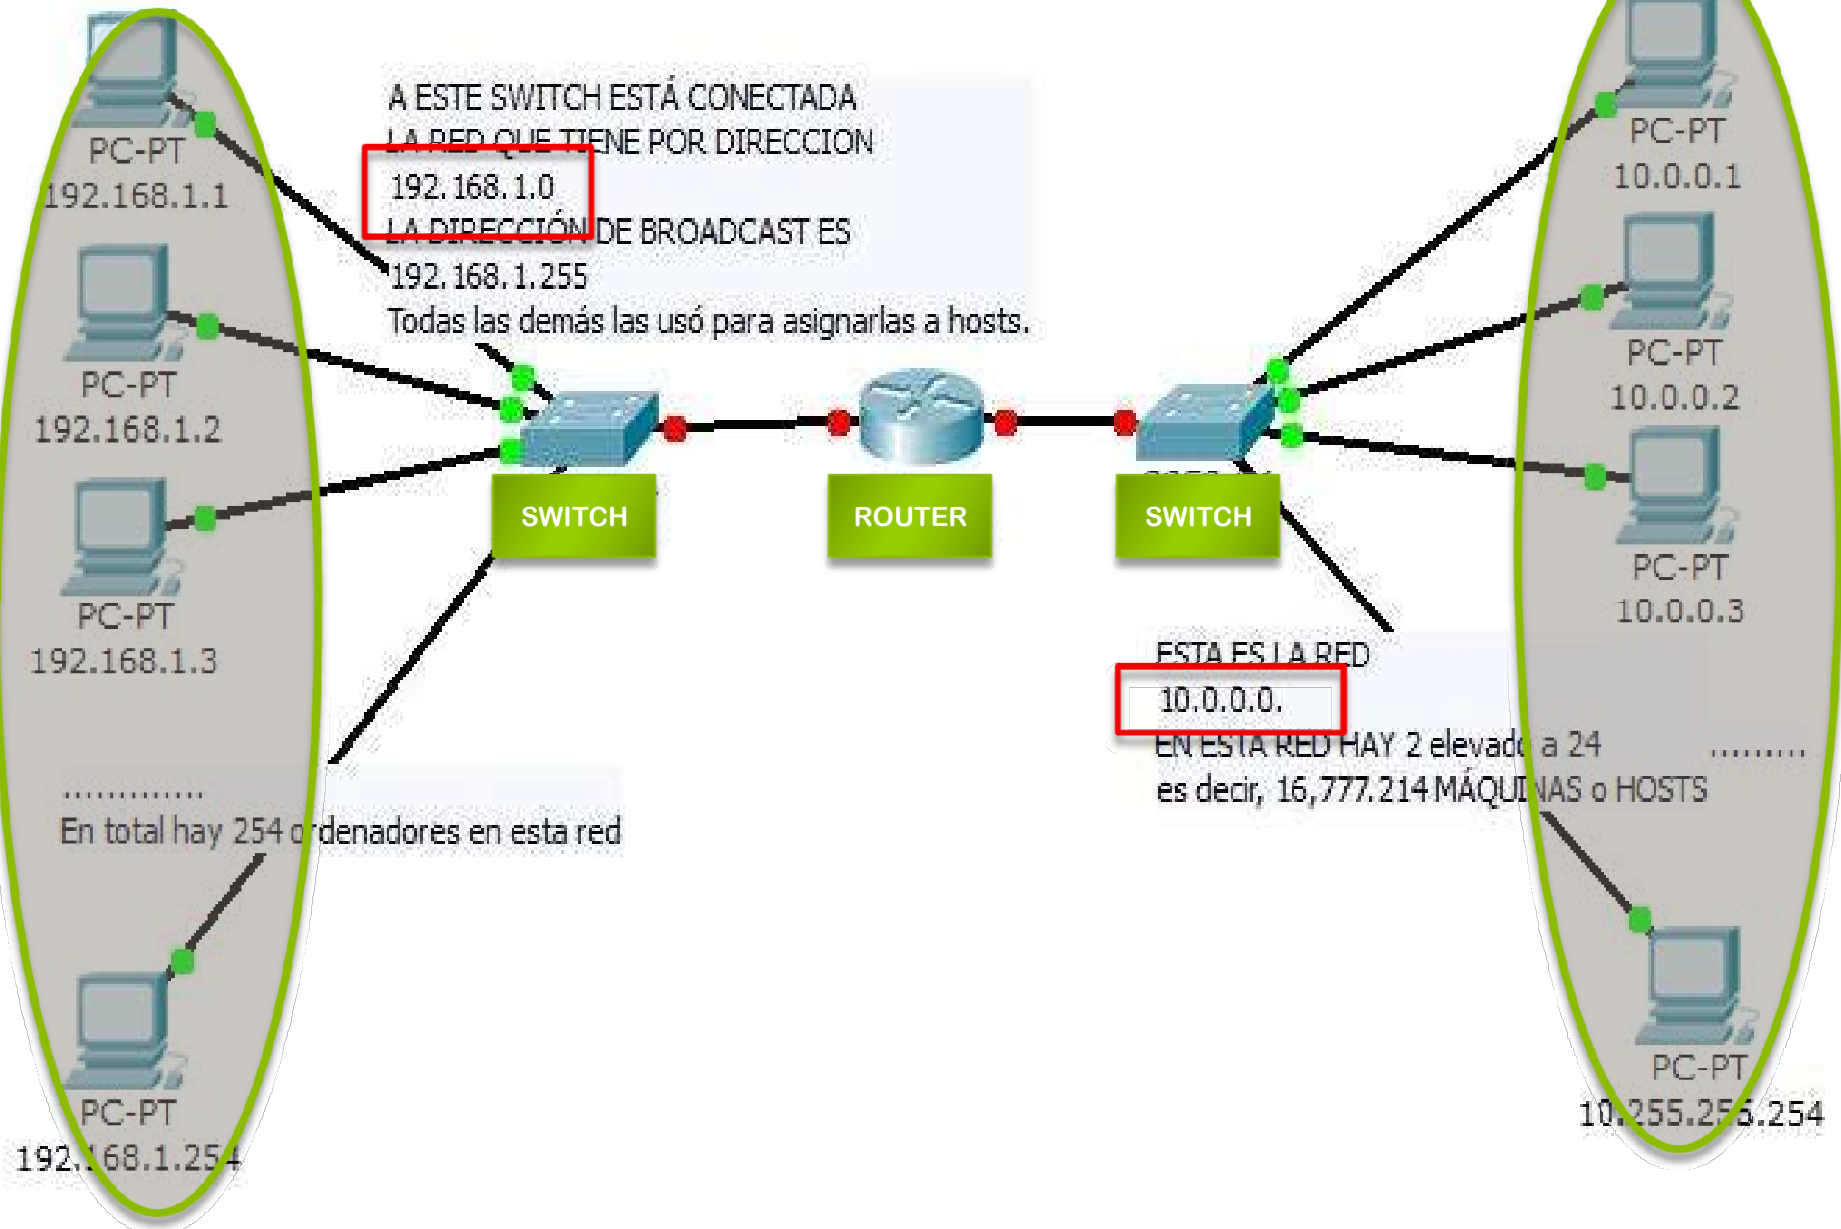 PC-PT
192.168.1.1
PC-PT
192.168.1.2
PC-PT
192.168.1.3
.............
En total hay 254 ordenadores en esta red
PC-PT
192.168.1.254
A ESTE SWITCH ESTÁ CONECTADA
LA RED QUE TIENE POR DIRECCION
192.168.1.0
LA DIRECCIÓN DE BROADCAST ES
192.168.1.255
Todas las demás las usó para asignarlas a hosts.
SWITCH
ROUTER
SWITCH
PC-PT
10.0.0.1
PC-PT
10.0.0.2
PC-PT
10.0.0.3
ESTA ES LA RED
10.0.0.0.
EN ESTA RED HAY 2 elevado a 24 .........
es decir, 16,777.214 MÁQUINAS o HOSTS
PC-PT
10.255.255.254